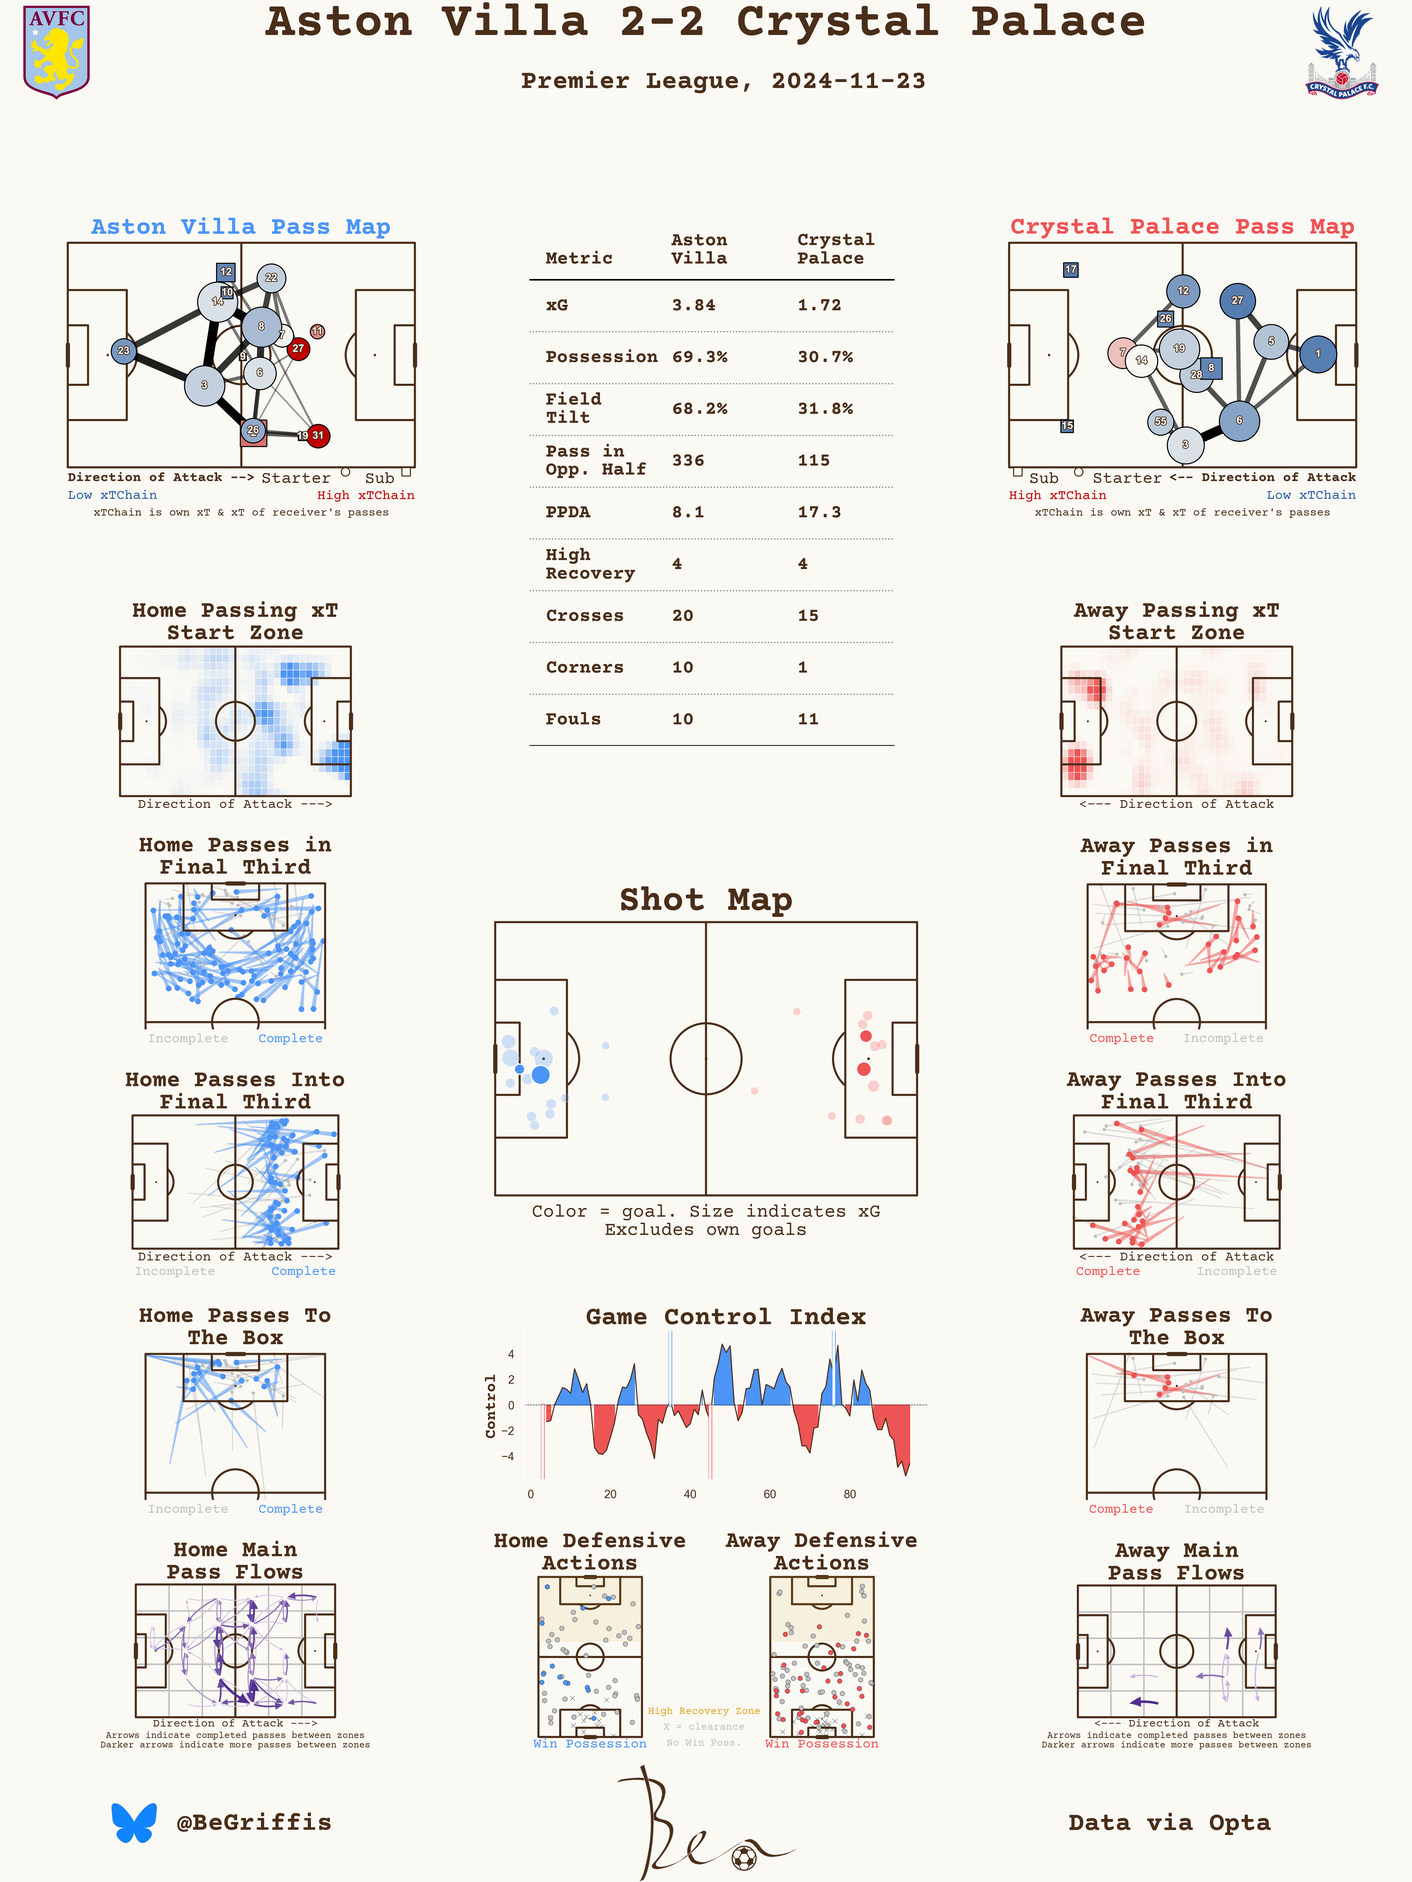 Aston Villa 2-2 Crystal Palace
Premier League, 2024-11-23
AVFC
CRYSTAL PALACE F.C.
Aston Villa Pass Map
12
22
10
14
8
7
11
27
23
9
6
3
26
19
31
Direction of Attack --> Starter Sub
Low xTChain High xTChain
xTChain is own xT & xT of receiver's passes
Metric Aston Villa Crystal Palace
xG 3.84 1.72
Possession 69.3% 30.7%
Field Tilt 68.2% 31.8%
Pass in Opp. Half 336 115
PPDA 8.1 17.3
High Recovery 4 4
Crosses 20 15
Corners 10 1
Fouls 10 11
Crystal Palace Pass Map
17
12
27
26
7
14
19
5
1
28
8
15
55
6
3
Sub Starter <-- Direction of Attack
High xTChain Low xTChain
xTChain is own xT & xT of receiver's passes
Home Passing xT
Start Zone
Direction of Attack --->
Away Passing xT
Start Zone
<--- Direction of Attack
Home Passes in
Final Third
Incomplete Complete
Away Passes in
Final Third
Complete Incomplete
Shot Map
Color = goal. Size indicates xG
Excludes own goals
Home Passes Into
Final Third
Direction of Attack --->
Incomplete Complete
Away Passes Into
Final Third
<--- Direction of Attack
Complete Incomplete
Home Passes To
The Box
Incomplete Complete
Game Control Index
Control
4
2
0
−2
−4
0 20 40 60 80
Away Passes To
The Box
Complete Incomplete
Home Main
Pass Flows
Direction of Attack --->
Arrows indicate completed passes between zones
Darker arrows indicate more passes between zones
Home Defensive
Actions
Win Possession
Away Defensive
Actions
Win Possession
High Recovery Zone
X = clearance
No Win Poss.
Away Main
Pass Flows
<--- Direction of Attack
Arrows indicate completed passes between zones
Darker arrows indicate more passes between zones
@BeGriffis
Ben
Data via Opta